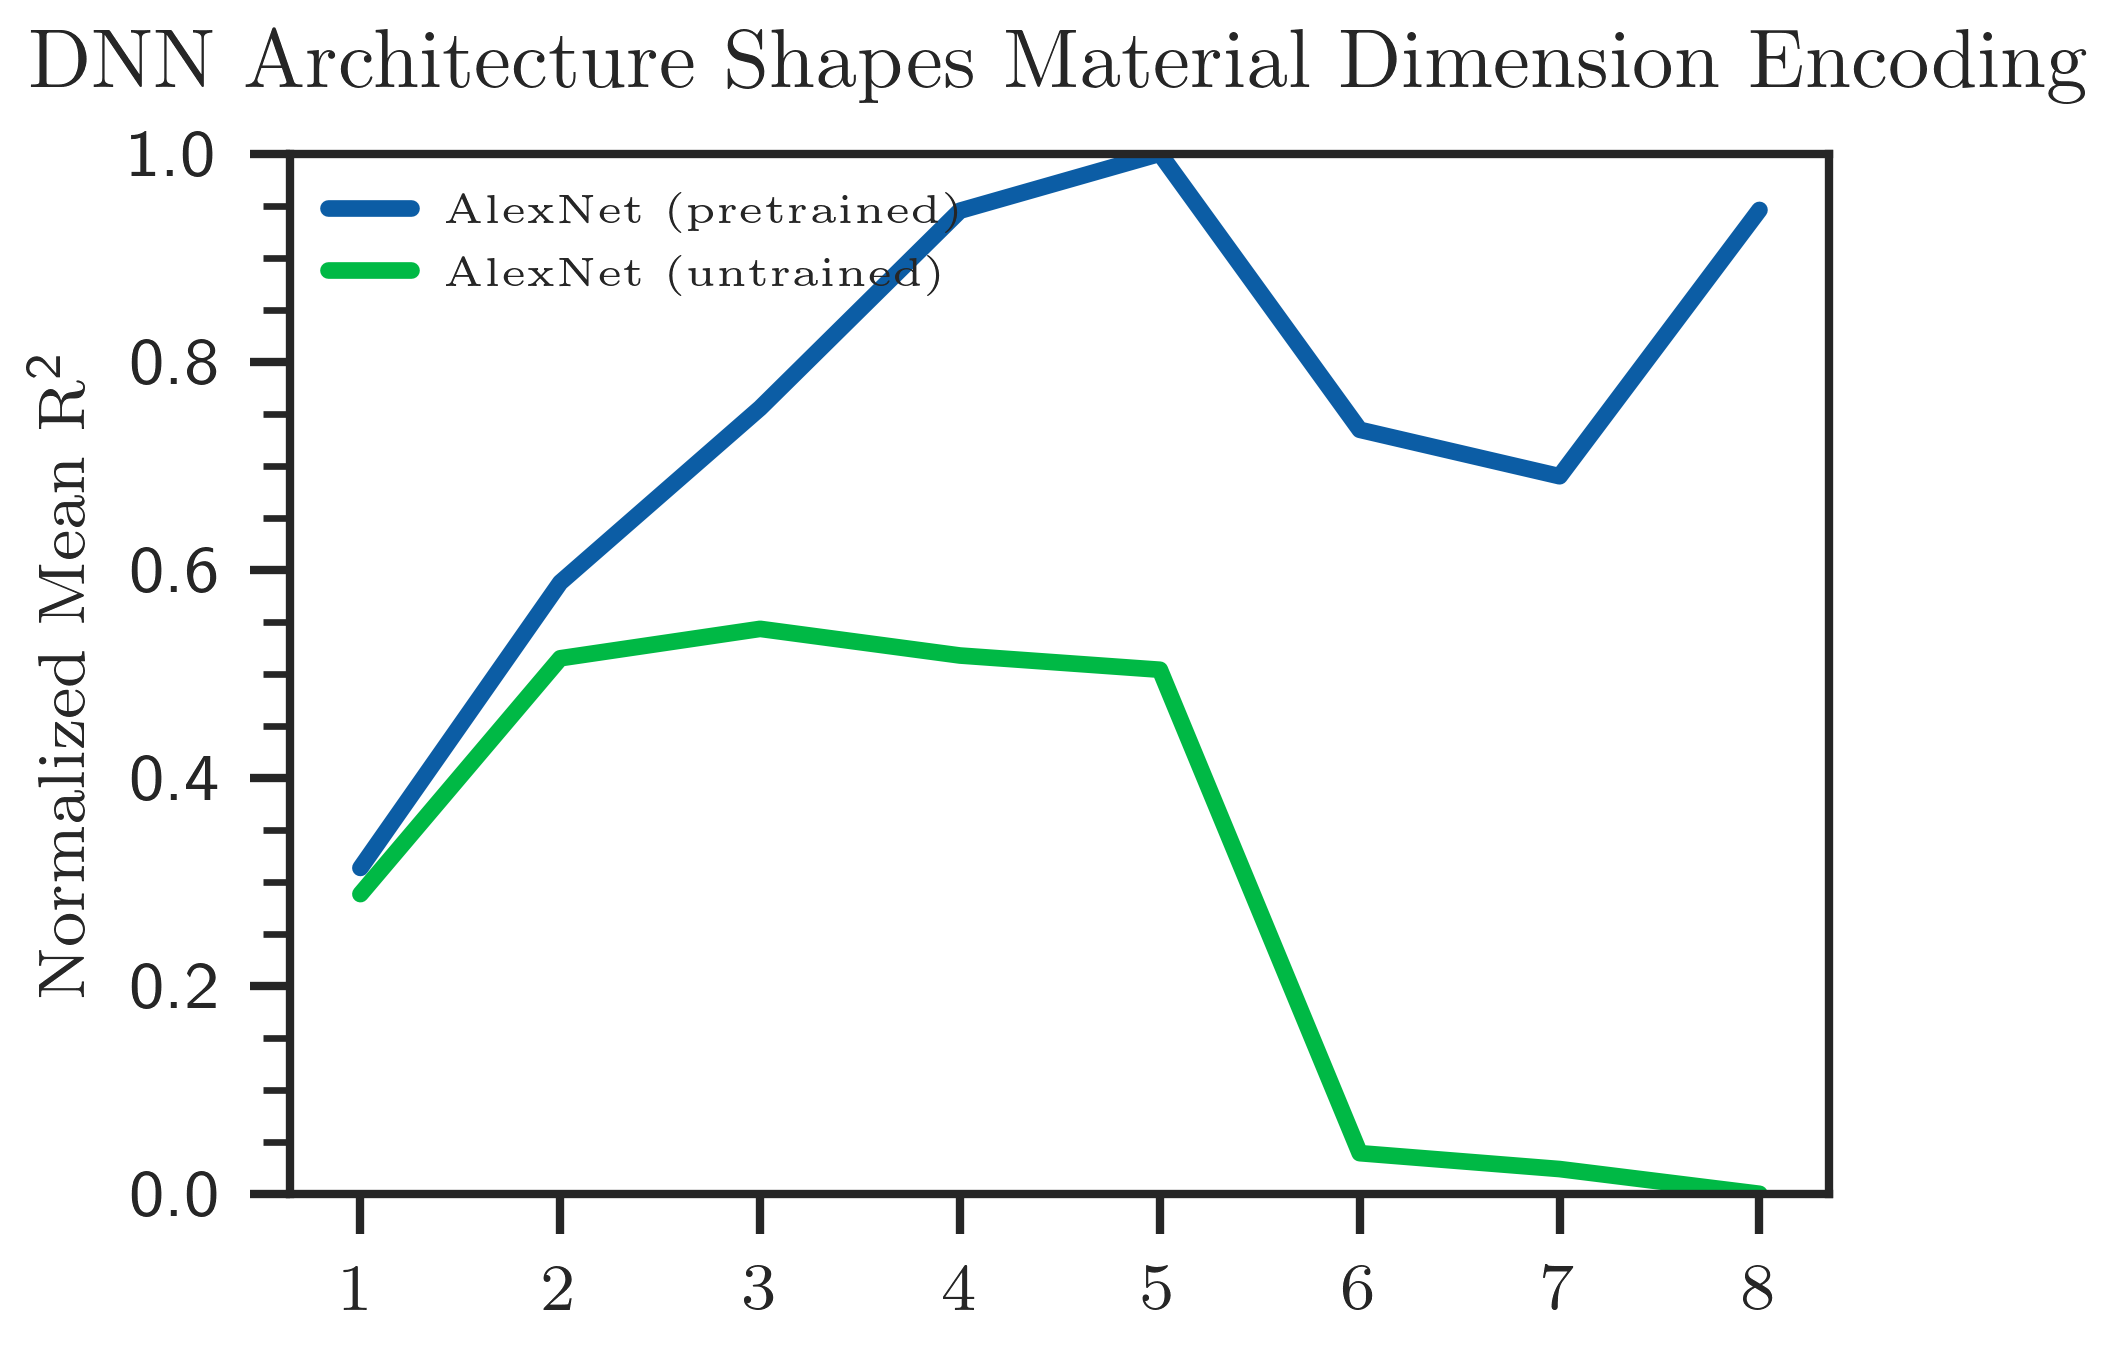 DNN Architecture Shapes Material Dimension Encoding
Normalized Mean R²
1.0
0.8
0.6
0.4
0.2
0.0
AlexNet (pretrained)
AlexNet (untrained)
1 2 3 4 5 6 7 8